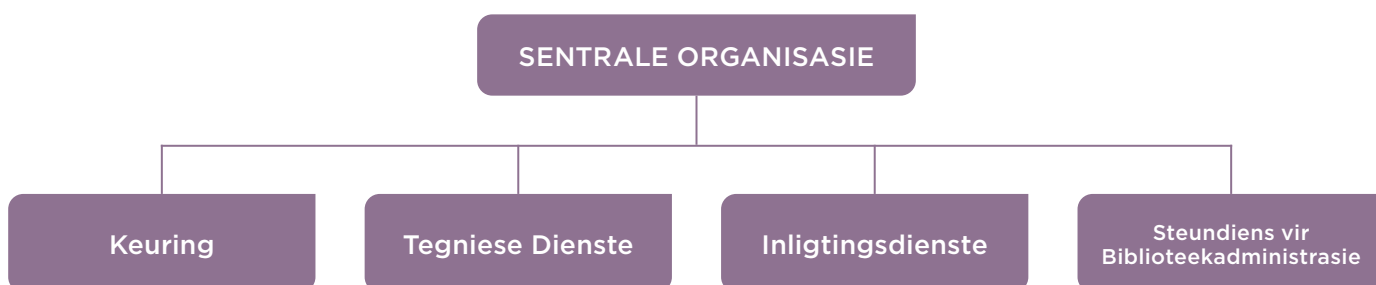 SENTRALE ORGANISASIE
Keuring
Tegniese Dienste
Inligtingsdienste
Steundiens vir
Biblioteekadministrasie